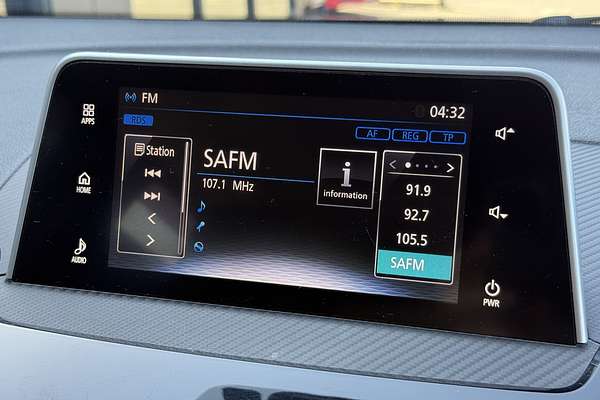 FM
04:32
RDS
AF REG TP
APPS
HOME
AUDIO
Station
SAFM
107.1 MHz
i
information
91.9
92.7
105.5
SAFM
PWR